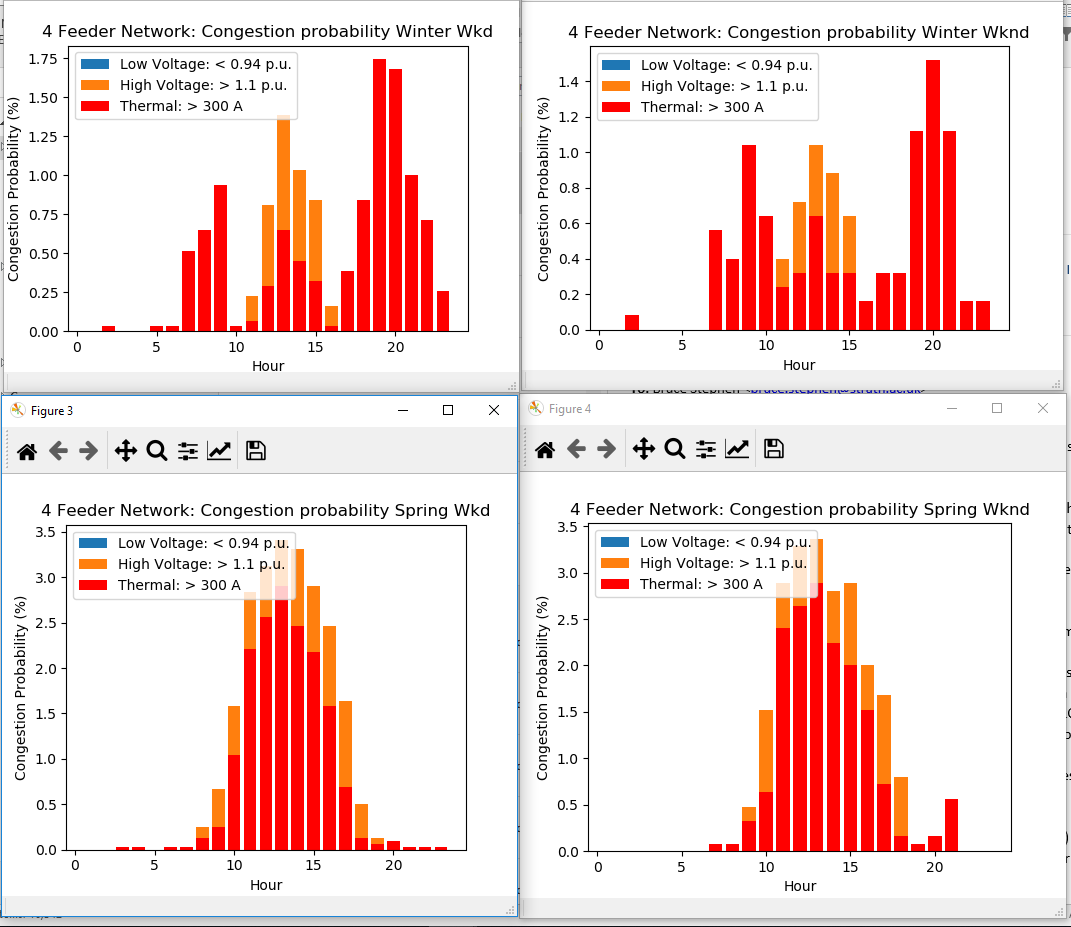 4 Feeder Network: Congestion probability Winter Wkd
Low Voltage: < 0.94 p.u.
High Voltage: > 1.1 p.u.
Thermal: > 300 A
Congestion Probability (%)
1.75
1.50
1.25
1.00
0.75
0.50
0.25
0.00
0 5 10 15 20
Hour
4 Feeder Network: Congestion probability Winter Wknd
Low Voltage: < 0.94 p.u.
High Voltage: > 1.1 p.u.
Thermal: > 300 A
Congestion Probability (%)
1.4
1.2
1.0
0.8
0.6
0.4
0.2
0.0
0 5 10 15 20
Hour
Figure 3
4 Feeder Network: Congestion probability Spring Wkd
Low Voltage: < 0.94 p.u.
High Voltage: > 1.1 p.u.
Thermal: > 300 A
Congestion Probability (%)
3.5
3.0
2.5
2.0
1.5
1.0
0.5
0.0
0 5 10 15 20
Hour
Figure 4
4 Feeder Network: Congestion probability Spring Wknd
Low Voltage: < 0.94 p.u.
High Voltage: > 1.1 p.u.
Thermal: > 300 A
Congestion Probability (%)
3.5
3.0
2.5
2.0
1.5
1.0
0.5
0.0
0 5 10 15 20
Hour